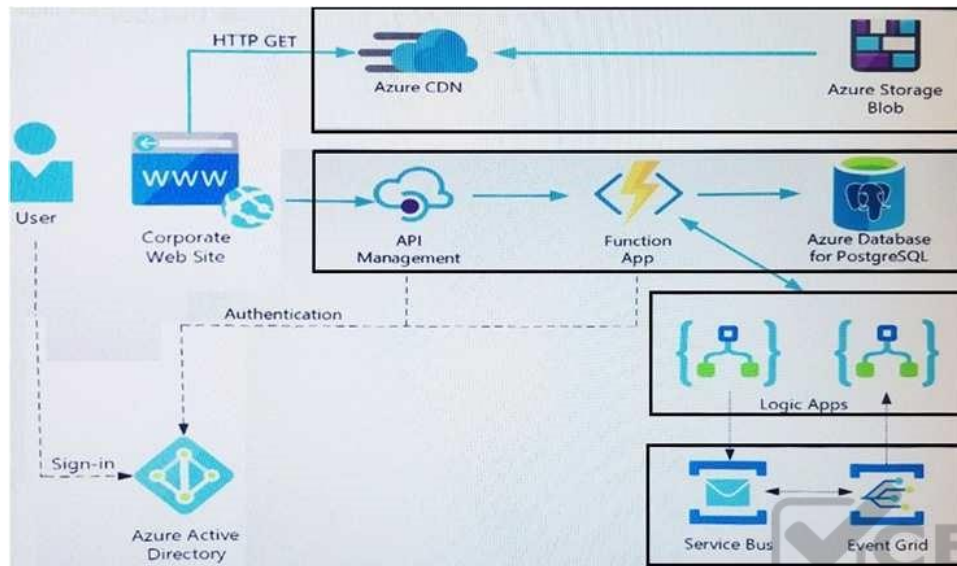 HTTP GET
Azure CDN
Azure Storage
Blob
User
www
Corporate
Web Site
API
Management
Function
App
Azure Database
for PostgreSQL
Authentication
Logic Apps
Sign-in
Azure Active
Directory
Service Bus
Event Grid
CE